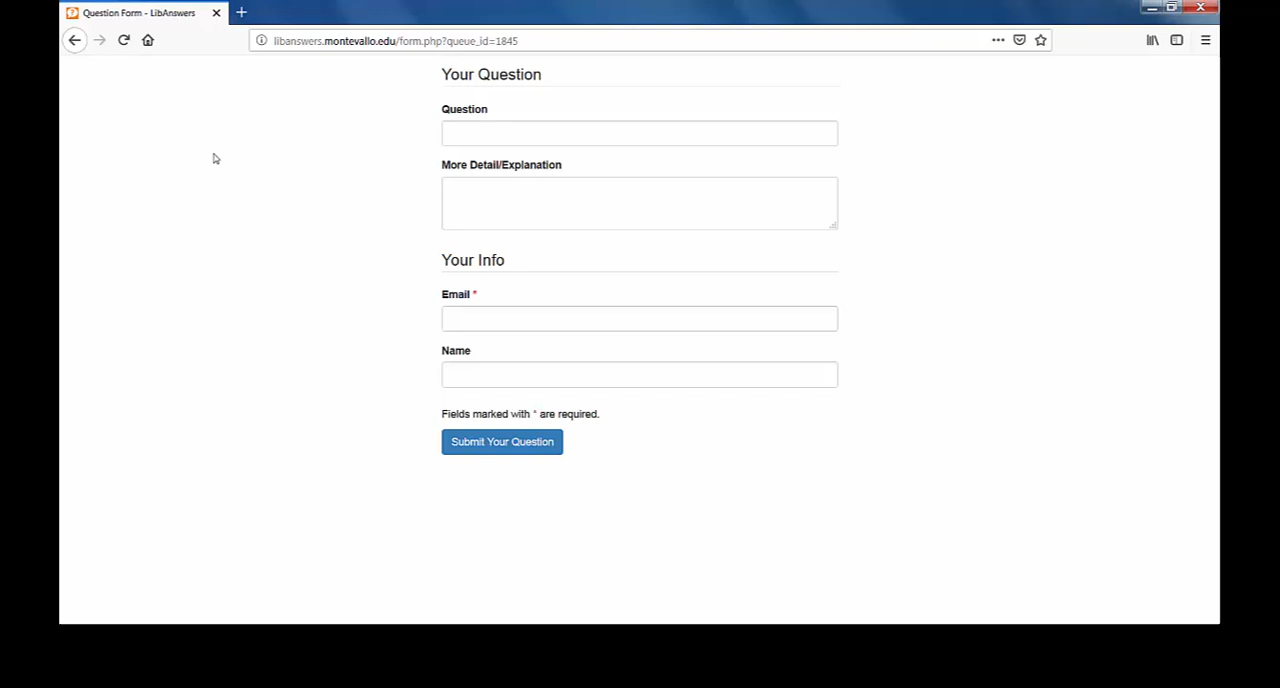 Question Form - LibAnswers
libanswers.montevallo.edu/form.php?queue_id=1845
Your Question
Question
More Detail/Explanation
Your Info
Email *
Name
Fields marked with * are required.
Submit Your Question